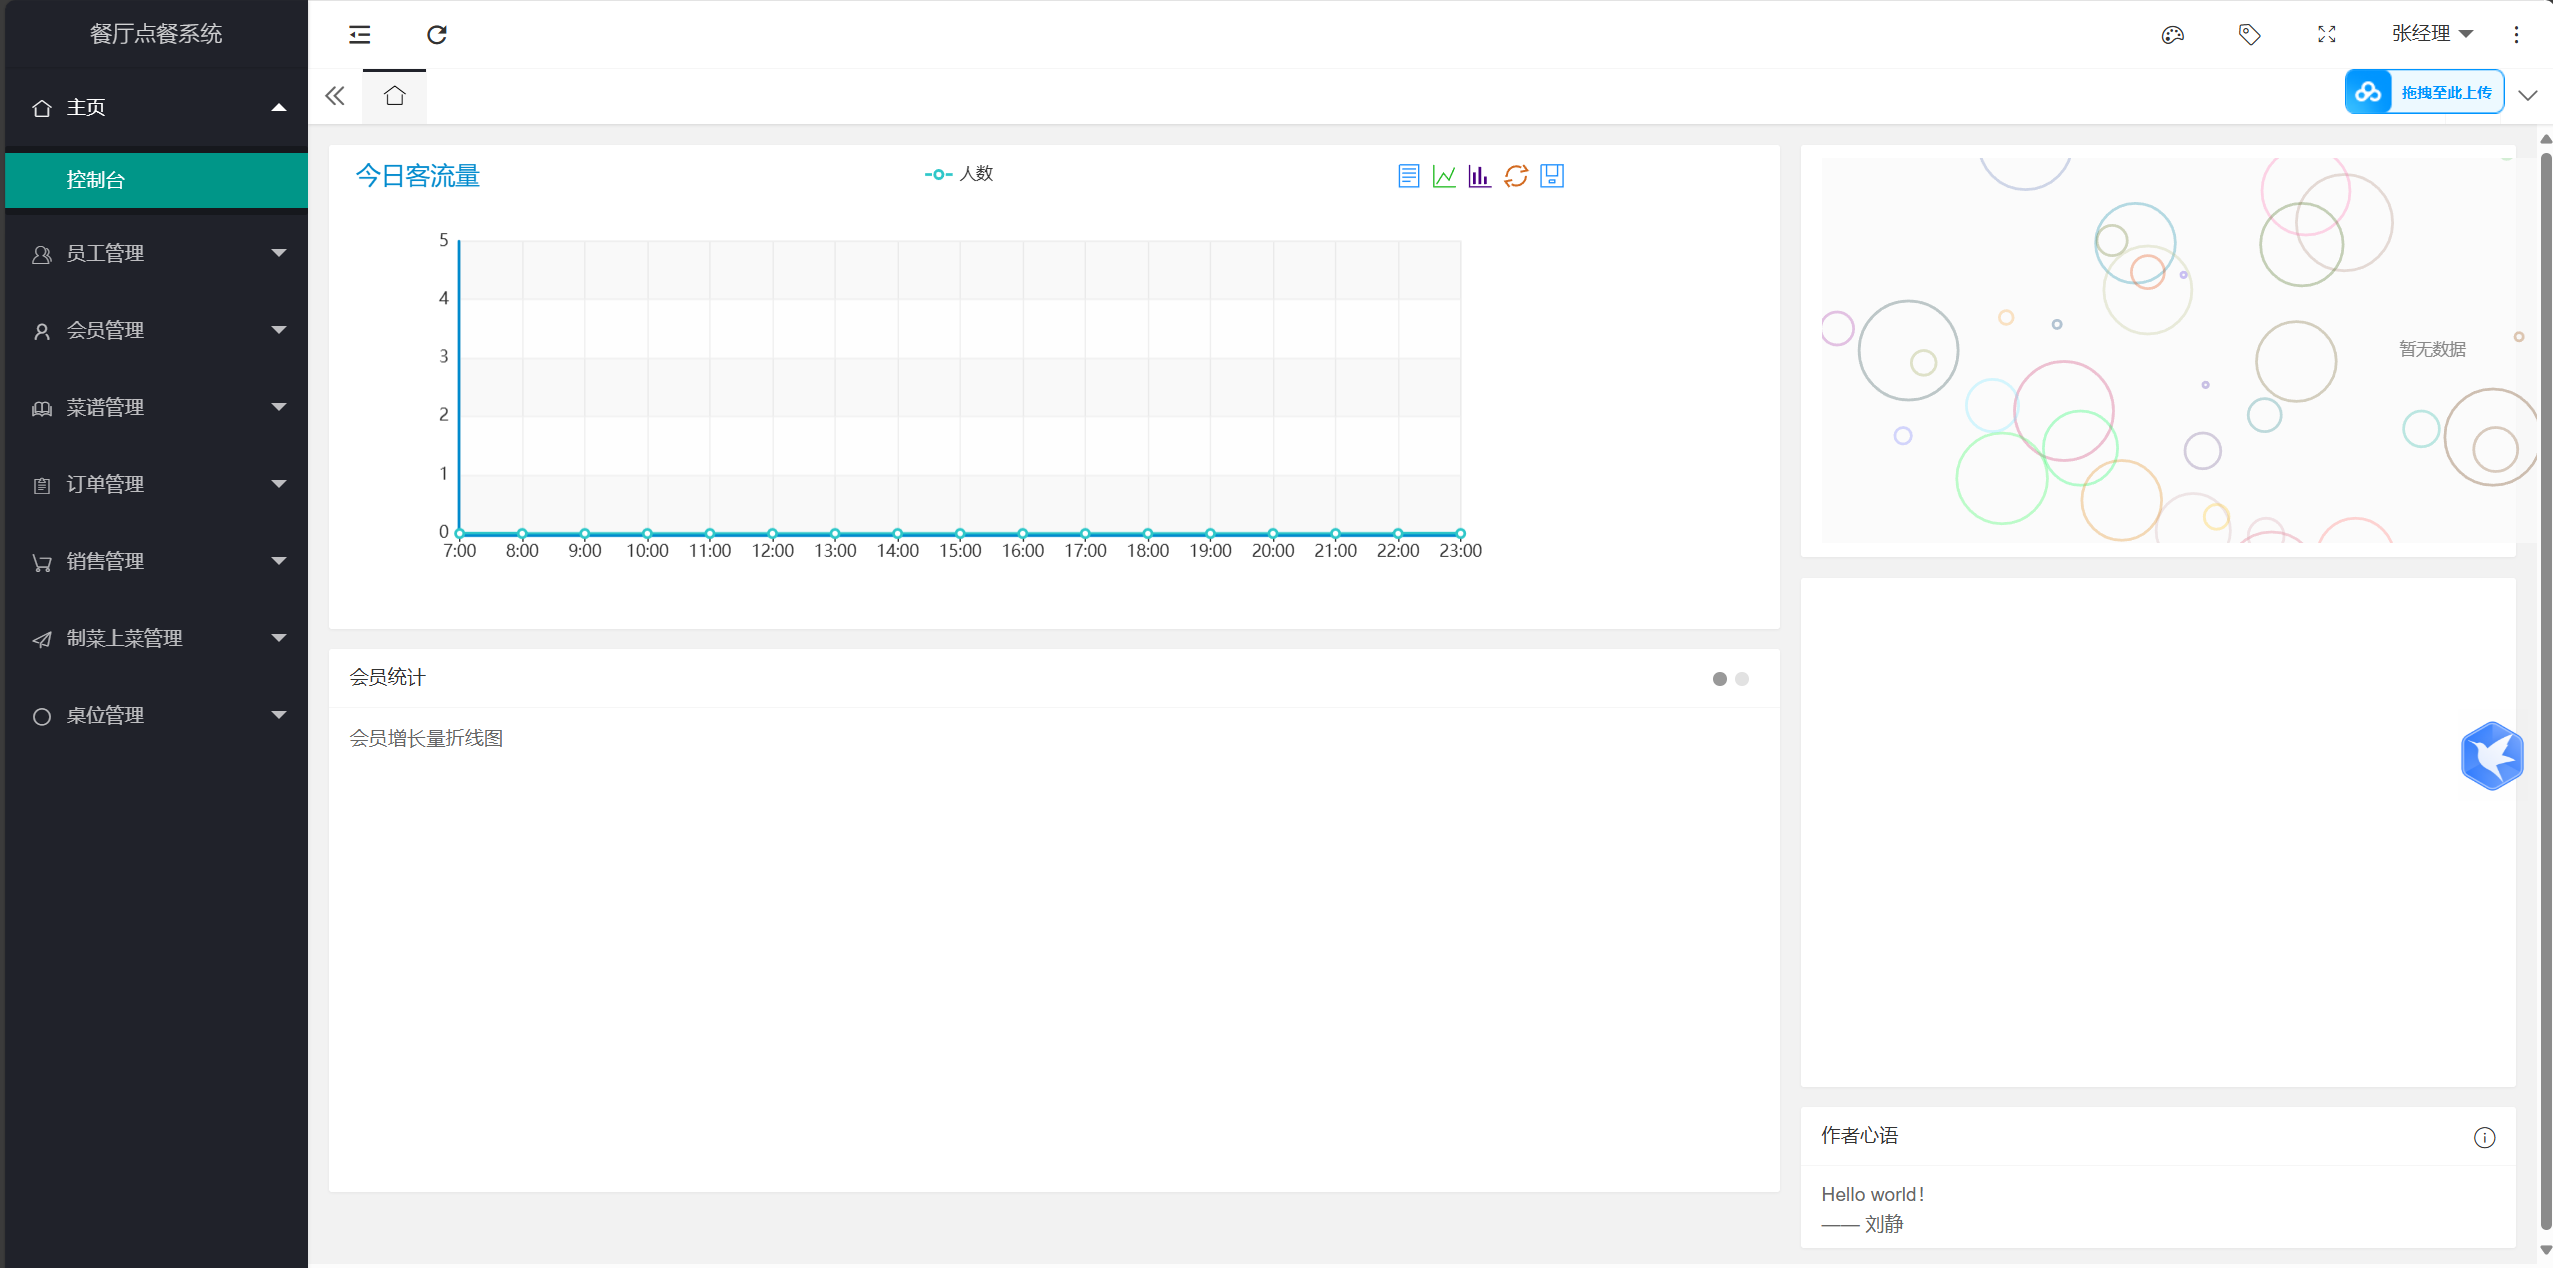 餐厅点餐系统
张经理
主页
拖拽至此上传
控制台
员工管理
会员管理
菜谱管理
订单管理
销售管理
制菜上菜管理
桌位管理
今日客流量
人数
5
4
3
2
1
0
7:00 8:00 9:00 10:00 11:00 12:00 13:00 14:00 15:00 16:00 17:00 18:00 19:00 20:00 21:00 22:00 23:00
暂无数据
会员统计
会员增长量折线图
作者心语
Hello world！
—— 刘静